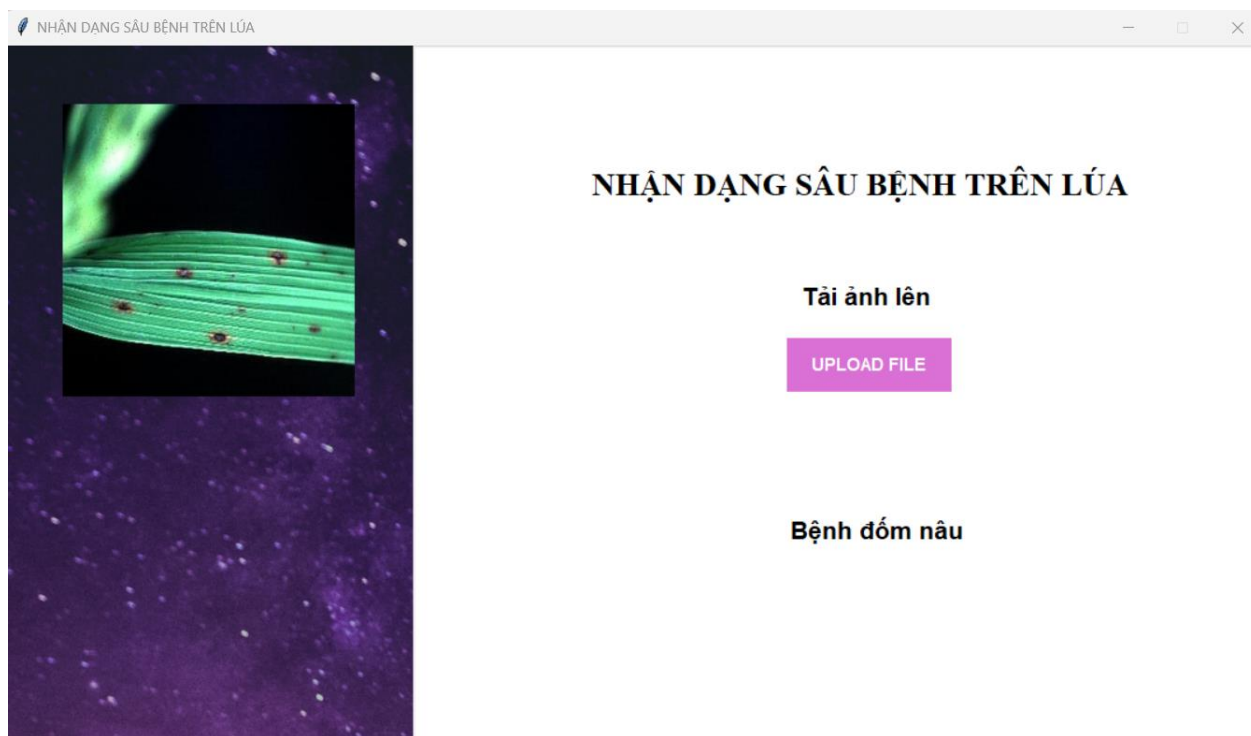 NHẬN DẠNG SÂU BỆNH TRÊN LÚA
NHẬN DẠNG SÂU BỆNH TRÊN LÚA
Tải ảnh lên
UPLOAD FILE
Bệnh đốm nâu